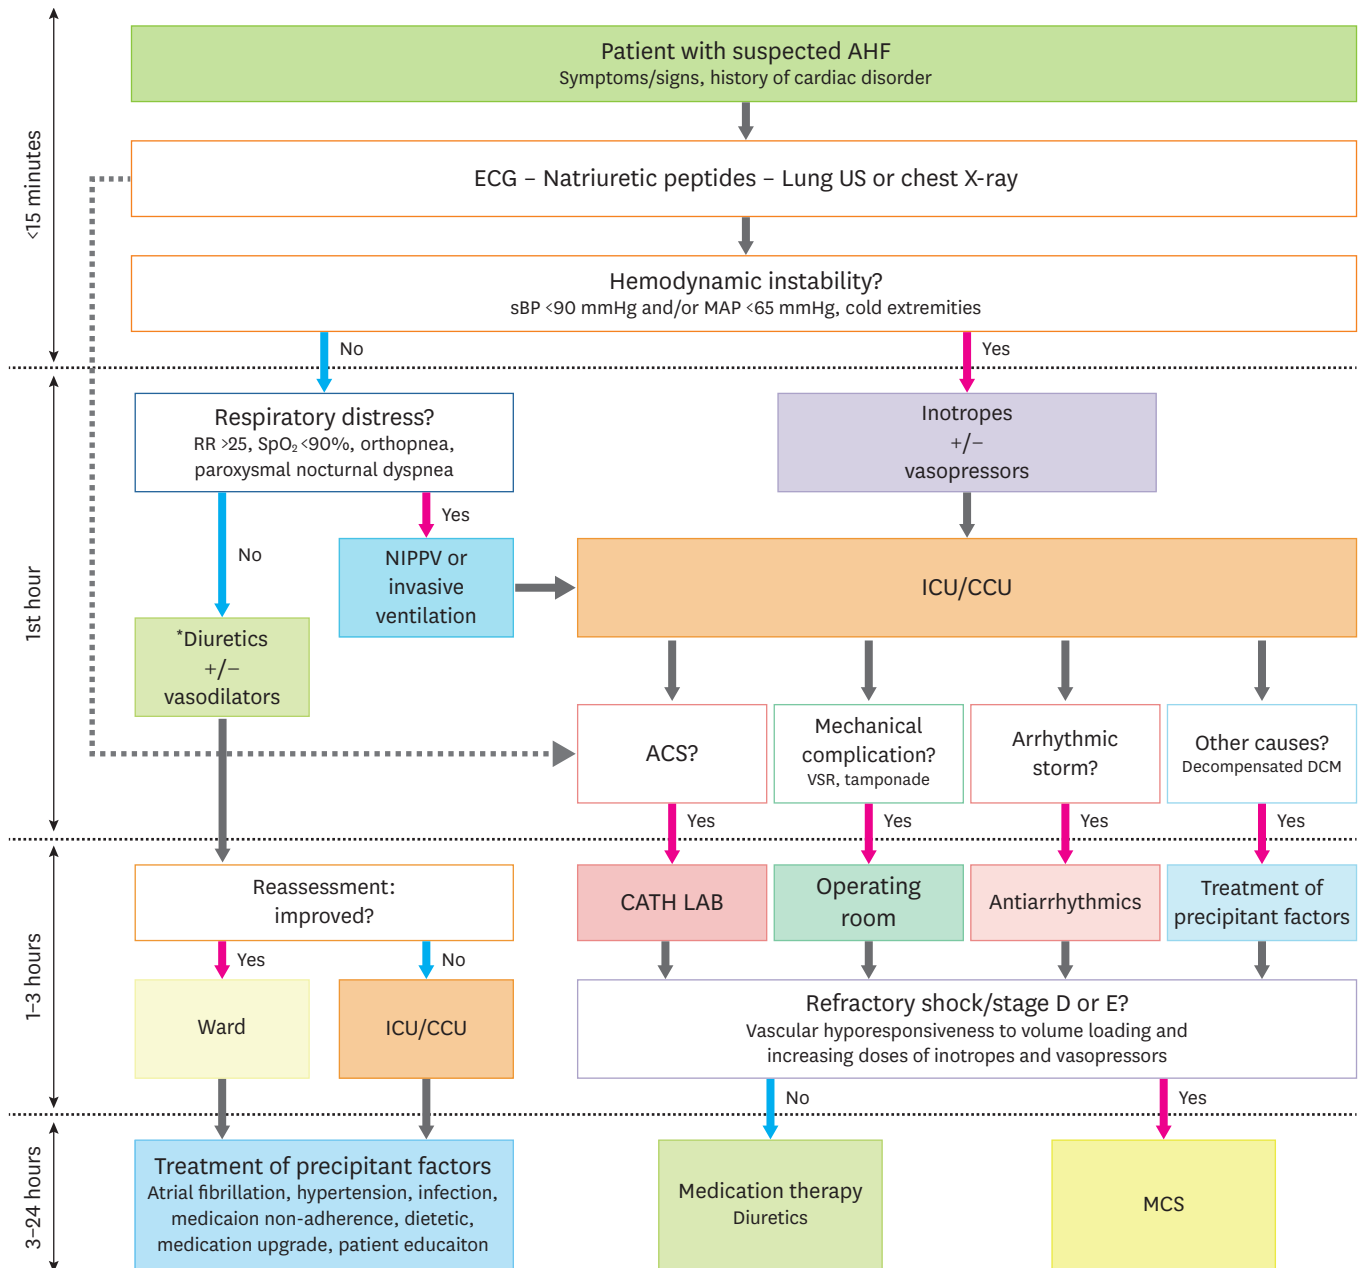 Patient with suspected AHF
Symptoms/signs, history of cardiac disorder
<15 minutes
ECG – Natriuretic peptides – Lung US or chest X-ray
Hemodynamic instability?
sBP <90 mmHg and/or MAP <65 mmHg, cold extremities
No
Yes
1st hour
Respiratory distress?
RR >25, SpO₂ <90%, orthopnea,
paroxysmal nocturnal dyspnea
Inotropes
+/−
vasopressors
No
Yes
NIPPV or
invasive
ventilation
ICU/CCU
*Diuretics
+/−
vasodilators
ACS?
Mechanical
complication?
VSR, tamponade
Arrhythmic
storm?
Other causes?
Decompensated DCM
Yes
Yes
Yes
Yes
1–3 hours
Reassessment:
improved?
CATH LAB
Operating
room
Antiarrhythmics
Treatment of
precipitant factors
Yes
No
Ward
ICU/CCU
Refractory shock/stage D or E?
Vascular hyporesponsiveness to volume loading and
increasing doses of inotropes and vasopressors
No
Yes
3–24 hours
Treatment of precipitant factors
Atrial fibrillation, hypertension, infection,
medicaion non-adherence, dietetic,
medication upgrade, patient educaiton
Medication therapy
Diuretics
MCS